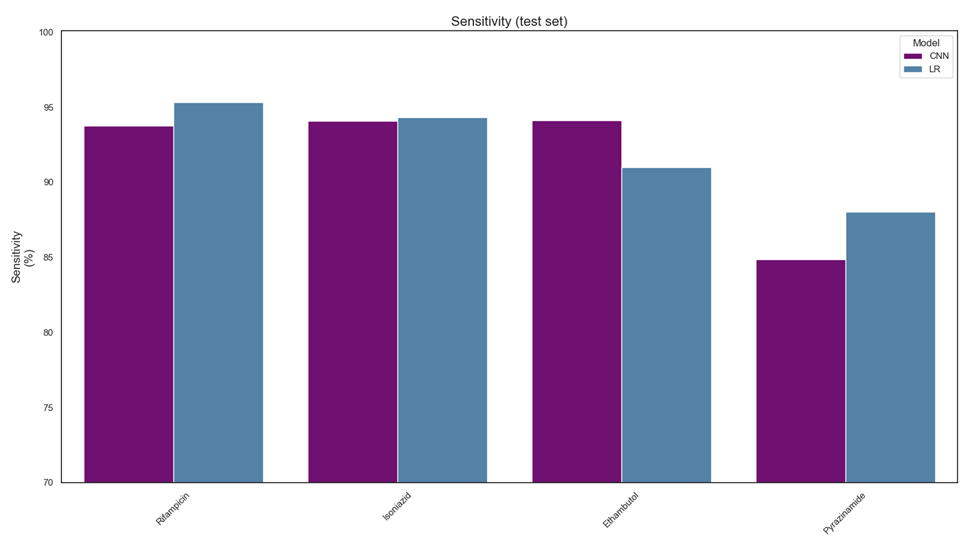 Sensitivity (test set)
Model
CNN
LR
Sensitivity
(%)
100
95
90
85
80
75
70
Rifampicin
Isoniazid
Ethambutol
Pyrazinamide